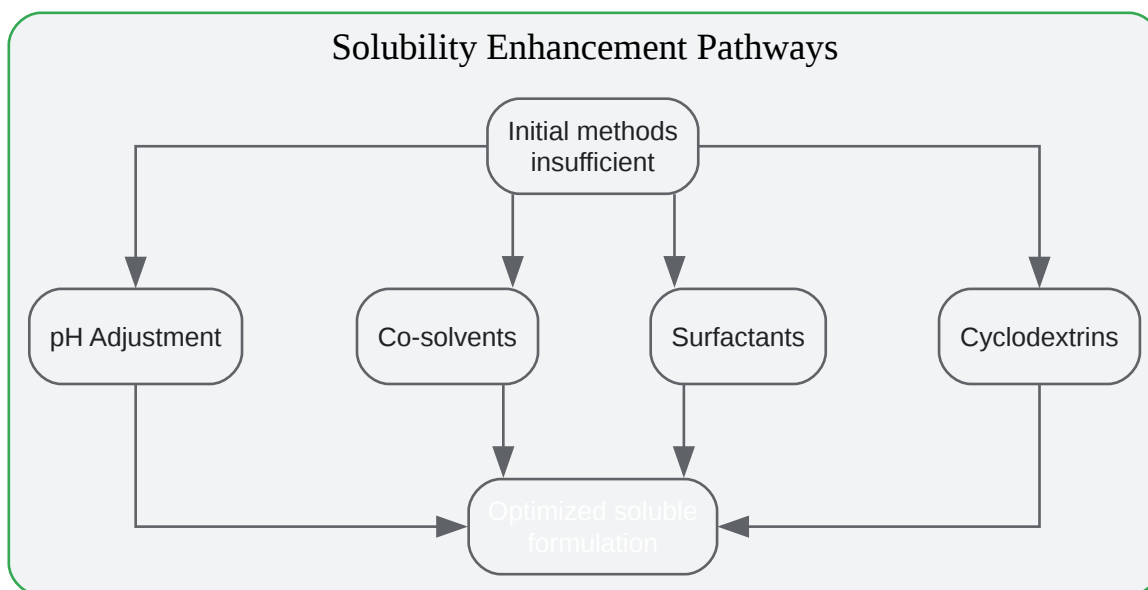 Solubility Enhancement Pathways
Initial methods
insufficient
pH Adjustment
Co-solvents
Surfactants
Cyclodextrins
Optimized soluble
formulation